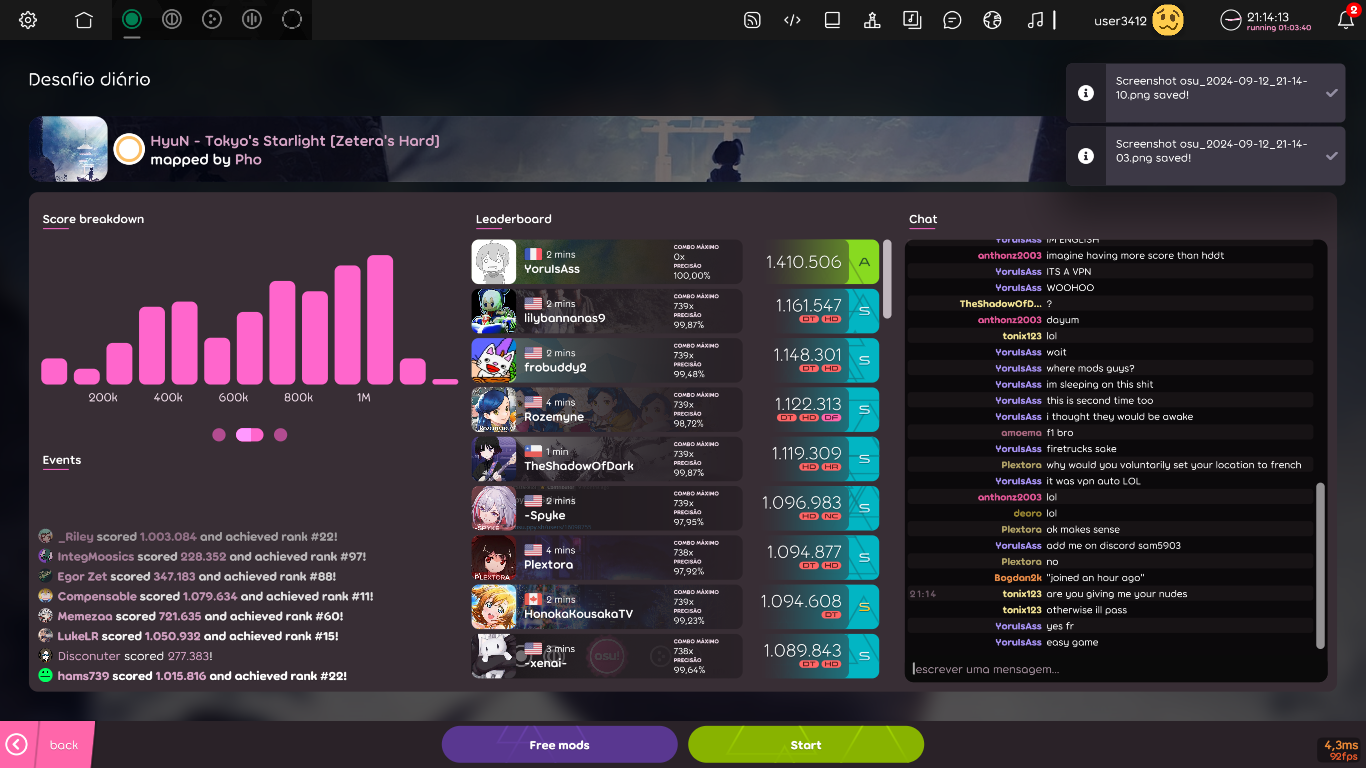 user3412
21:14:13
running 01:03:40
2
Desafio diário
Screenshot osu_2024-09-12_21-14-
10.png saved!
Screenshot osu_2024-09-12_21-14-
03.png saved!
HyuN - Tokyo's Starlight [Zetera's Hard]
mapped by Pho
Score breakdown
200k 400k 600k 800k 1M
Events
_Riley scored 1.003.084 and achieved rank #22!
IntegMoosics scored 228.352 and achieved rank #97!
Egor Zet scored 347.183 and achieved rank #88!
Compensable scored 1.079.634 and achieved rank #11!
Memezaa scored 721.635 and achieved rank #60!
LukeLR scored 1.050.932 and achieved rank #15!
Disconuter scored 277.383!
hams739 scored 1.015.816 and achieved rank #22!
Leaderboard
2 mins
YoruIsAss
COMBO MÁXIMO
0x
PRECISÃO
100,00%
1.410.506
A
2 mins
lilybannanas9
COMBO MÁXIMO
739x
PRECISÃO
99,87%
1.161.547
DT HD
S
2 mins
frobuddy2
COMBO MÁXIMO
739x
PRECISÃO
99,48%
1.148.301
DT HD
S
4 mins
Rozemyne
COMBO MÁXIMO
739x
PRECISÃO
98,72%
1.122.313
DT HD DF
S
1 min
TheShadowOfDark
COMBO MÁXIMO
739x
PRECISÃO
99,87%
1.119.309
HD HR
S
2 mins
-Spyke
COMBO MÁXIMO
739x
PRECISÃO
97,95%
1.096.983
HD NC
S
PLEXTORA
4 mins
Plextora
COMBO MÁXIMO
738x
PRECISÃO
97,92%
1.094.877
DT HD
S
2 mins
HonokaKousakaTV
COMBO MÁXIMO
739x
PRECISÃO
99,23%
1.094.608
DT
S
3 mins
-xenai-
osu!
COMBO MÁXIMO
738x
PRECISÃO
99,64%
1.089.843
DT HD
S
Chat
YoruIsAss IM ENGLISH
anthonz2003 imagine having more score than hddt
YoruIsAss ITS A VPN
YoruIsAss WOOHOO
TheShadowOfD... ?
anthonz2003 dayum
tonix123 lol
YoruIsAss wait
YoruIsAss where mods guys?
YoruIsAss im sleeping on this shit
YoruIsAss this is second time too
YoruIsAss i thought they would be awake
amoema f1 bro
YoruIsAss firetrucks sake
Plextora why would you voluntarily set your location to french
YoruIsAss it was vpn auto LOL
anthonz2003 lol
deoro lol
Plextora ok makes sense
YoruIsAss add me on discord sam5903
Plextora no
Bogdan2k "joined an hour ago"
21:14 tonix123 are you giving me your nudes
tonix123 otherwise ill pass
YoruIsAss yes fr
YoruIsAss easy game
escrever uma mensagem...
back
Free mods
Start
4,3ms
92fps